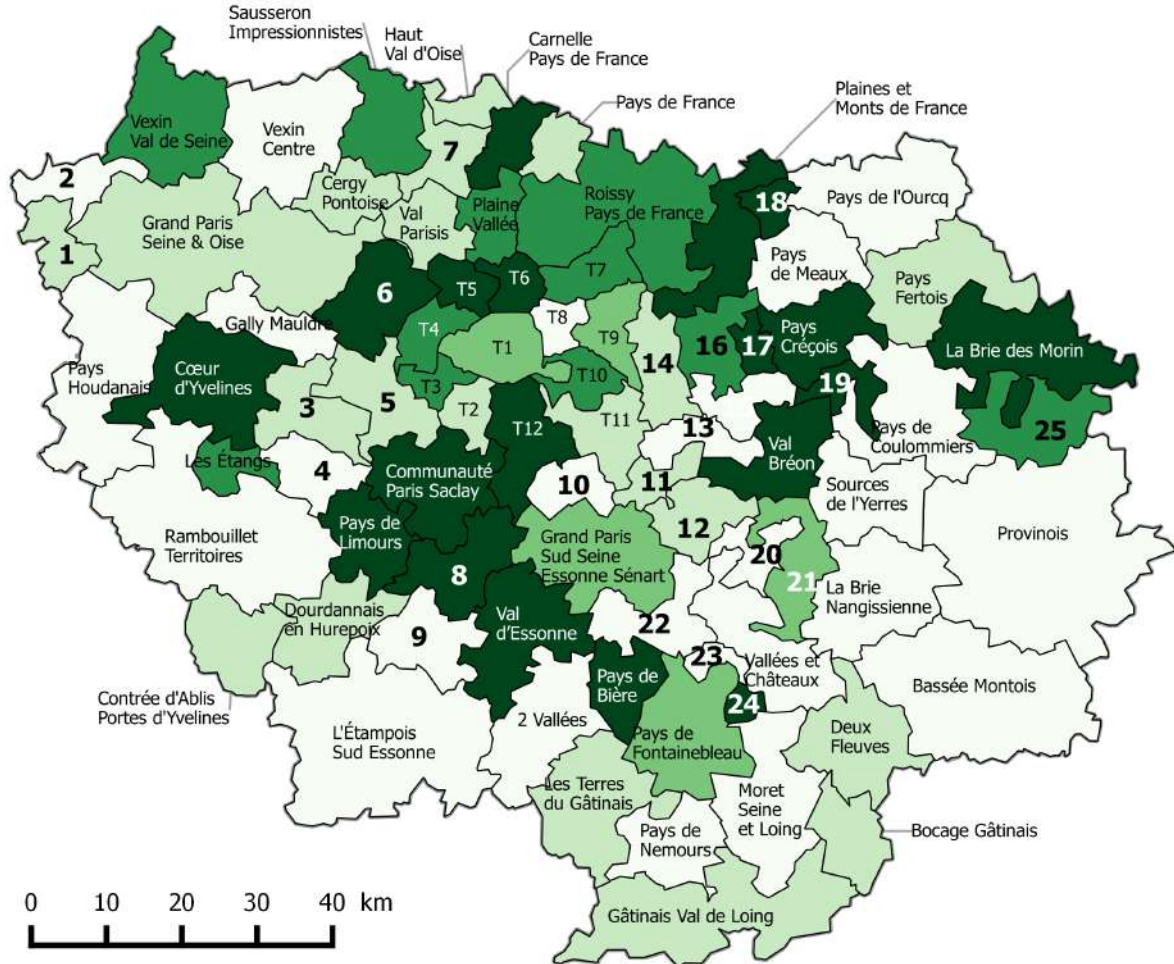 Sausseron
Impressionnistes
Haut
Val d'Oise
Carnelle
Pays de France
Pays de France
Plaines et
Monts de France
Vexin
Val de Seine
Vexin
Centre
7
2
Cergy
Pontoise
Val
Parisis
Plaine
Vallée
Roissy
Pays de France
18
Pays de l'Ourcq
Grand Paris
Seine & Oise
1
Pays
de Meaux
Pays
Fertois
6
T5
T6
T7
T4
T8
T9
T1
Gally Mauldre
14
16
17
Pays
Créçois
La Brie des Morin
Pays
Houdanais
Cœur
d'Yvelines
3
5
T3
T2
T10
T11
T12
19
13
Pays de
Coulommiers
25
Les Étangs
4
Communauté
Paris Saclay
10
11
Val
Bréon
Sources
de l'Yerres
Rambouillet
Territoires
Pays de
Limours
8
Grand Paris
Sud Seine
Essonne Sénart
12
20
21
Provinois
La Brie
Nangissienne
Dourdannais
en Hurepoix
9
Val
d'Essonne
22
23
Vallées et
Châteaux
24
Bassée Montois
Contrée d'Ablis
Portes d'Yvelines
L'Étampois
Sud Essonne
2 Vallées
Pays de
Bière
Pays de
Fontainebleau
Deux
Fleuves
Les Terres
du Gâtinais
Moret
Seine
et Loing
Pays de
Nemours
Bocage Gâtinais
Gâtinais Val de Loing
0 10 20 30 40 km